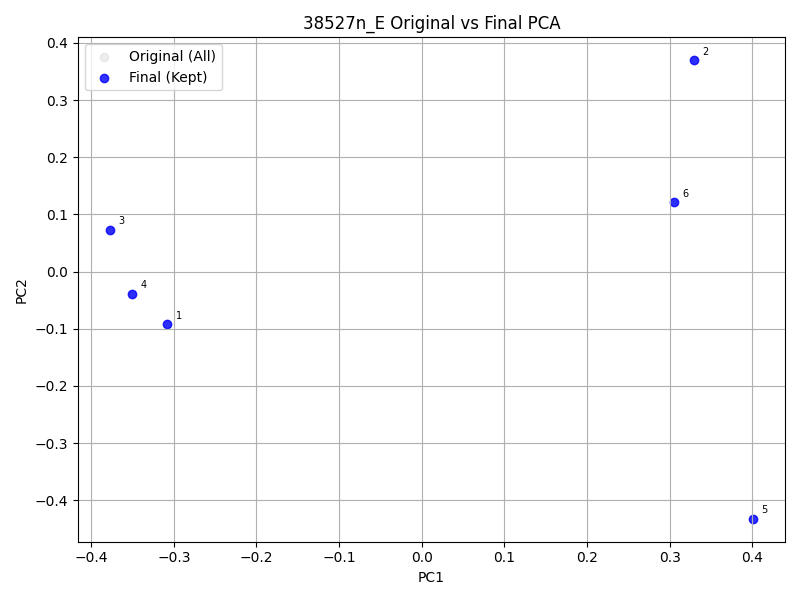 38527n_E Original vs Final PCA
Original (All)
Final (Kept)
2
6
3
4
1
5
0.4
0.3
0.2
0.1
0.0
−0.1
−0.2
−0.3
−0.4
PC2
−0.4 −0.3 −0.2 −0.1 0.0 0.1 0.2 0.3 0.4
PC1